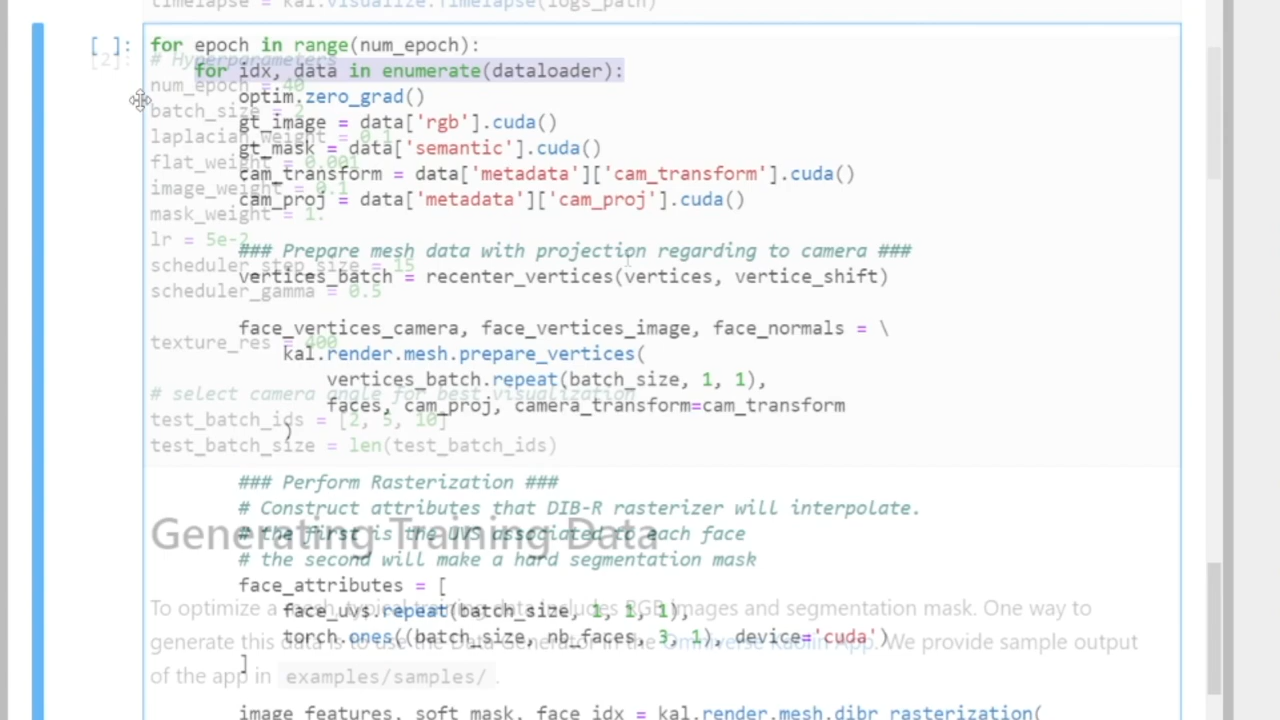 timelapse = kal.visualize.Timelapse(logs_path)
[ ]:
for epoch in range(num_epoch):
[2]:
# Hyperparameters
for idx, data in enumerate(dataloader):
num_epoch = 40
optim.zero_grad()
batch_size = 2
gt_image = data['rgb'].cuda()
laplacian_weight = 0.1
gt_mask = data['semantic'].cuda()
flat_weight = 0.001
cam_transform = data['metadata']['cam_transform'].cuda()
image_weight = 0.1
cam_proj = data['metadata']['cam_proj'].cuda()
mask_weight = 1.
lr = 5e-2
### Prepare mesh data with projection regarding to camera ###
scheduler_step_size = 15
vertices_batch = recenter_vertices(vertices, vertice_shift)
scheduler_gamma = 0.5
face_vertices_camera, face_vertices_image, face_normals = \
texture_res = 400
kal.render.mesh.prepare_vertices(
vertices_batch.repeat(batch_size, 1, 1),
# select camera angle for best visualization
faces, cam_proj, camera_transform=cam_transform
test_batch_ids = [2, 5, 10]
)
test_batch_size = len(test_batch_ids)
### Perform Rasterization ###
# Construct attributes that DIB-R rasterizer will interpolate.
Generating Training Data
# the first is the UVS associated to each face
# the second will make a hard segmentation mask
face_attributes = [
To optimize a mesh, typical training data includes RGB images and segmentation mask. One way to
face_uvs.repeat(batch_size, 1, 1, 1),
torch.ones((batch_size, nb_faces, 3, 1), device='cuda')
generate this data is to use the Data Generator in the Omniverse Kaolin App. We provide sample output
]
of the app in examples/samples/ .
image_features, soft_mask, face_idx = kal.render.mesh.dibr_rasterization(